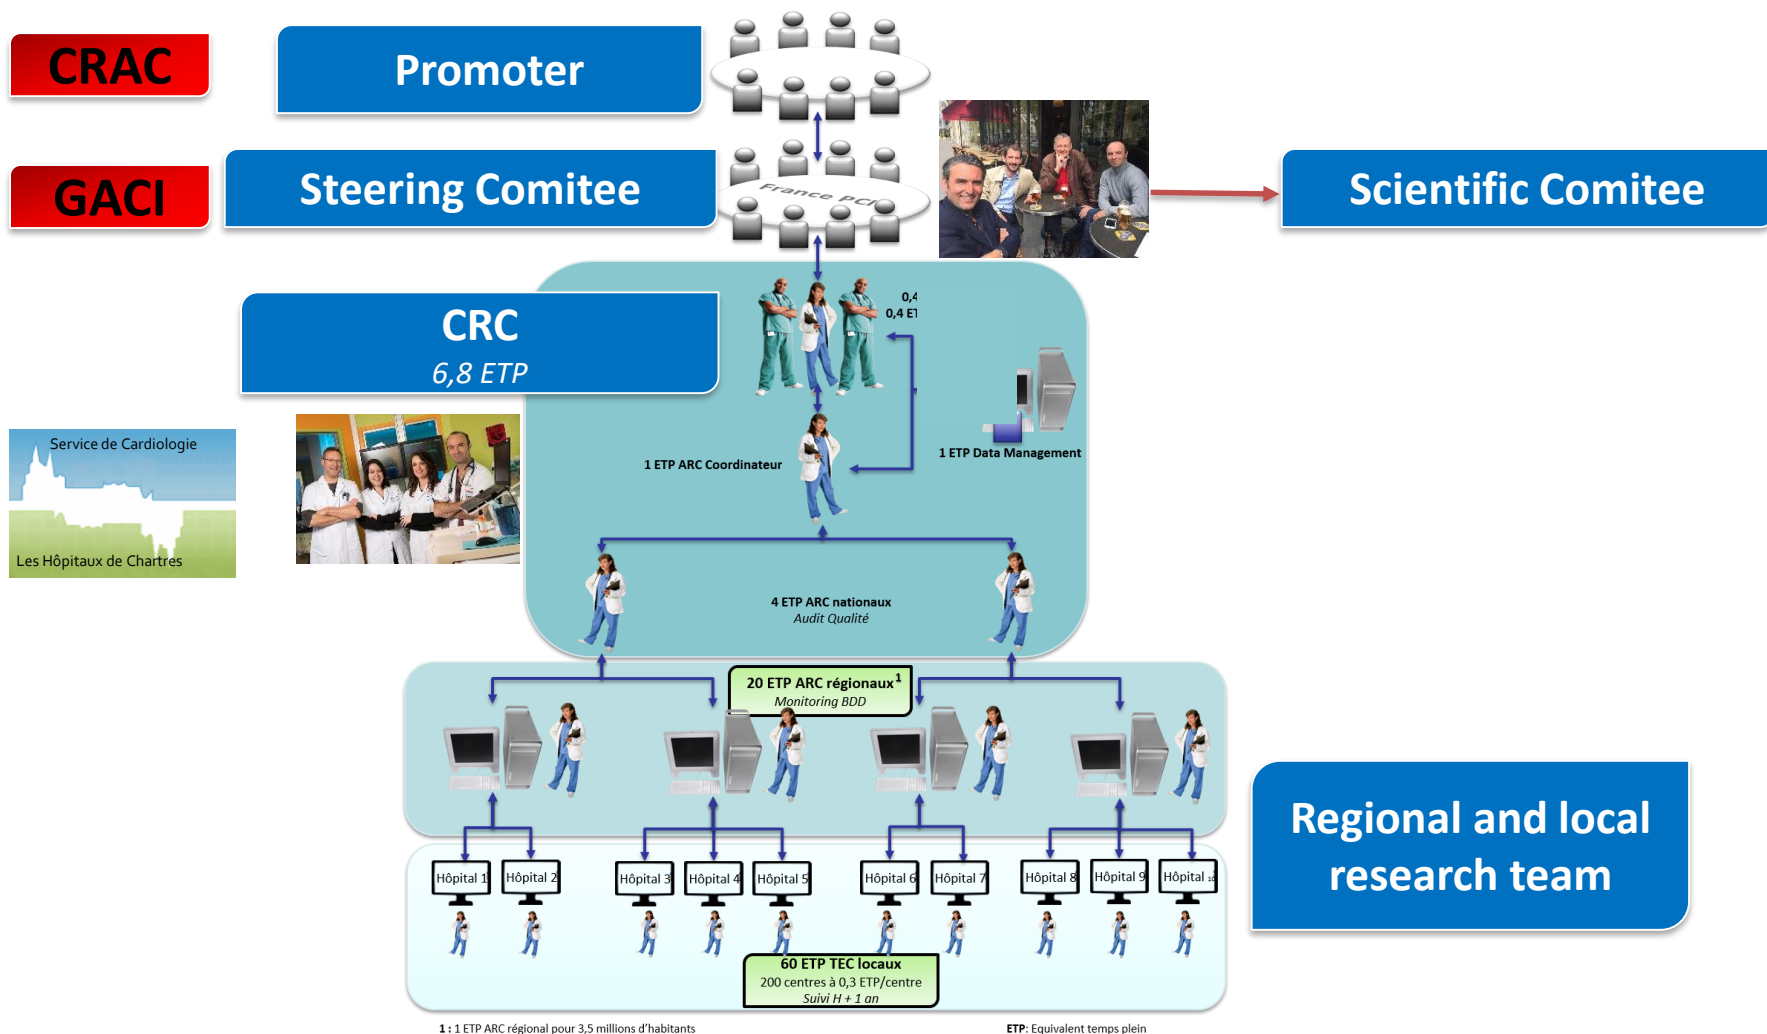 CRAC
Promoter
GACI
Steering Comitee
France PCI
Scientific Comitee
CRC
6,8 ETP
0,4
0,4 ET
1 ETP ARC Coordinateur
1 ETP Data Management
Service de Cardiologie
Les Hôpitaux de Chartres
4 ETP ARC nationaux
Audit Qualité
20 ETP ARC régionaux1
Monitoring BDD
Regional and local
research team
Hôpital 1
Hôpital 2
Hôpital 3
Hôpital 4
Hôpital 5
Hôpital 6
Hôpital 7
Hôpital 8
Hôpital 9
Hôpital 10
60 ETP TEC locaux
200 centres à 0,3 ETP/centre
Suivi H + 1 an
1 : 1 ETP ARC régional pour 3,5 millions d'habitants
ETP: Equivalent temps plein